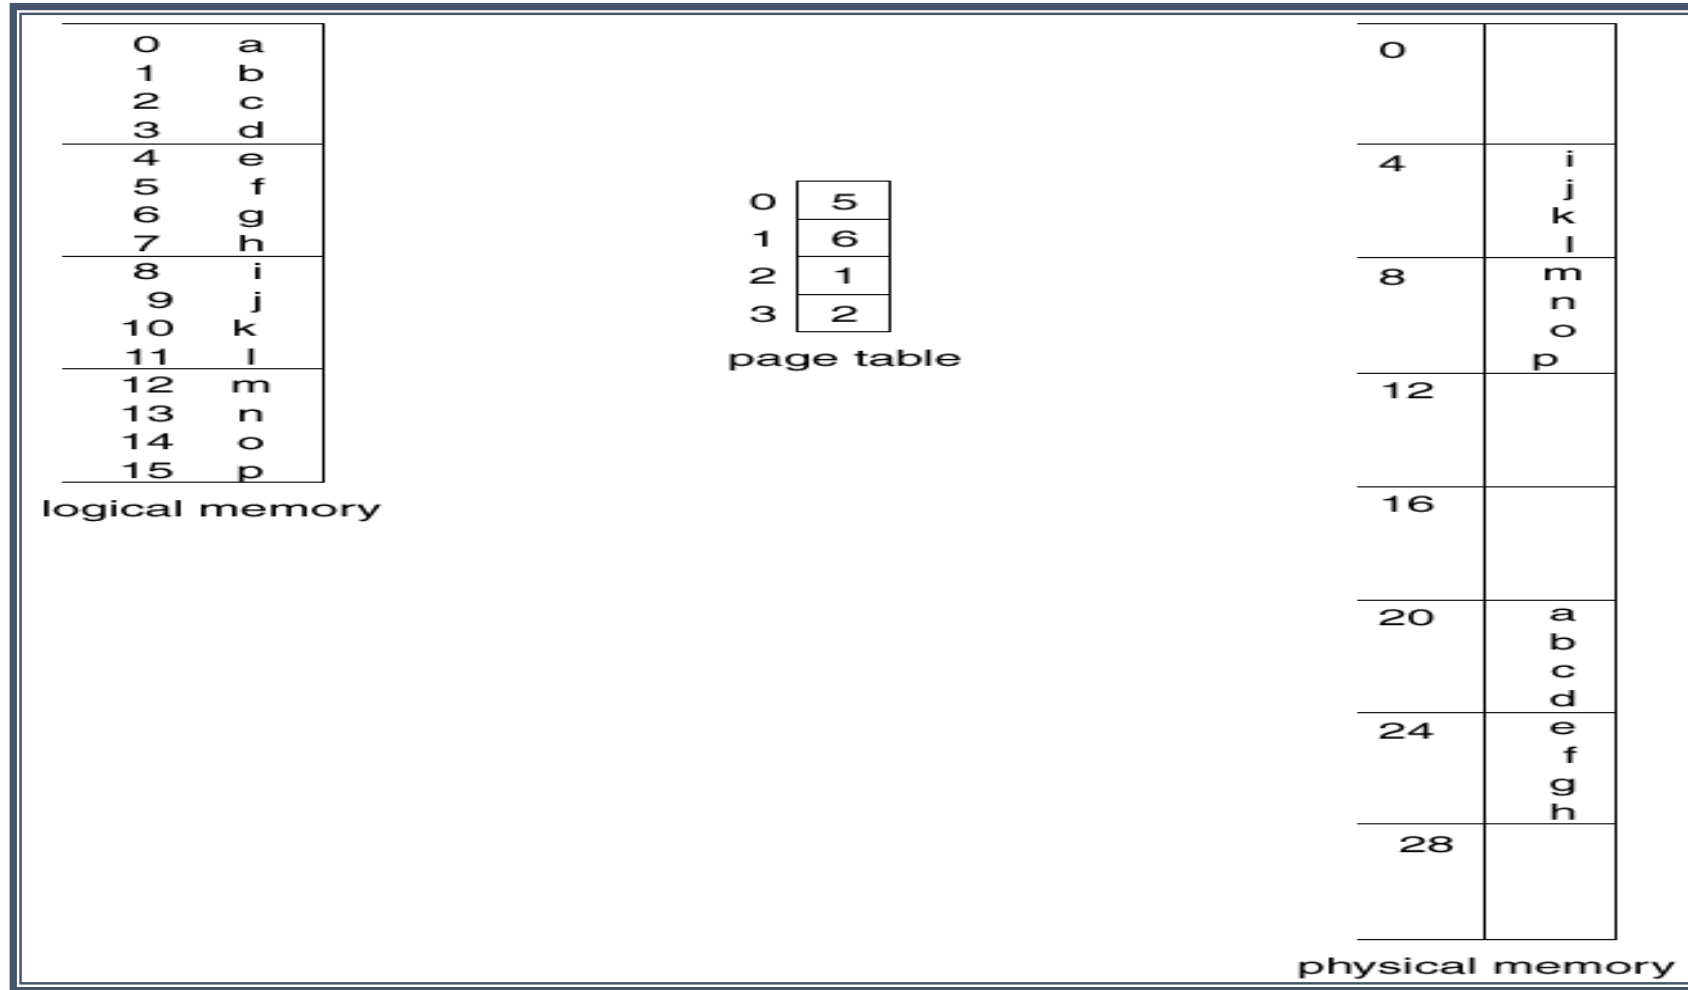 0 a
1 b
2 c
3 d
4 e
5 f
6 g
7 h
8 i
9 j
10 k
11 l
12 m
13 n
14 o
15 p
logical memory
0 5
1 6
2 1
3 2
page table
0
4 i
j
k
l
8 m
n
o
p
12
16
20 a
b
c
d
24 e
f
g
h
28
physical memory